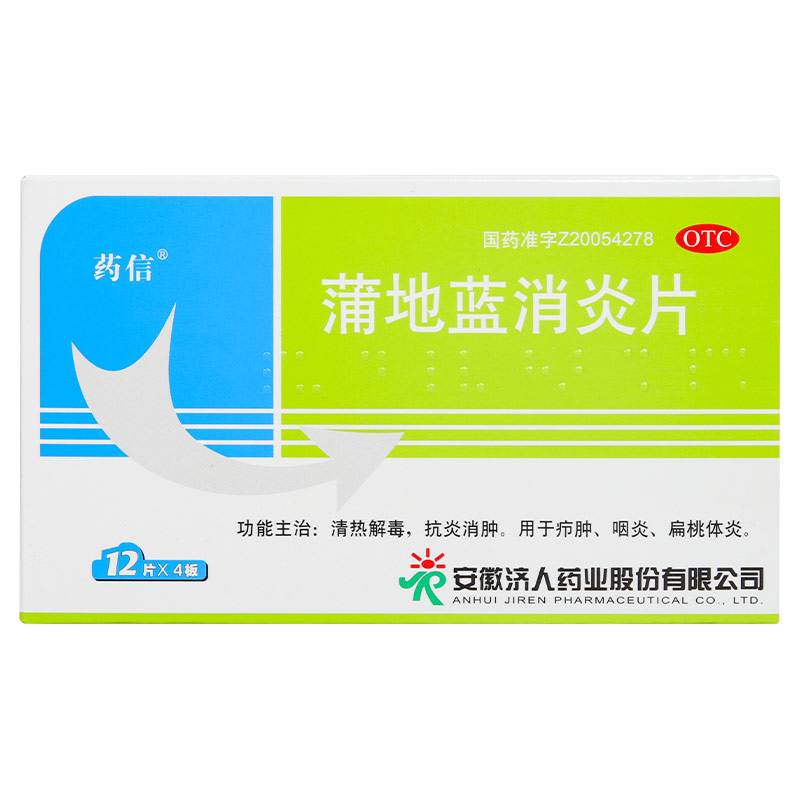 国药准字Z20054278 OTC
药信®
蒲地蓝消炎片
功能主治：清热解毒，抗炎消肿。用于疖肿、咽炎、扁桃体炎。
12片X4板
安徽济人药业股份有限公司
ANHUI JIREN PHARMACEUTICAL CO., LTD.